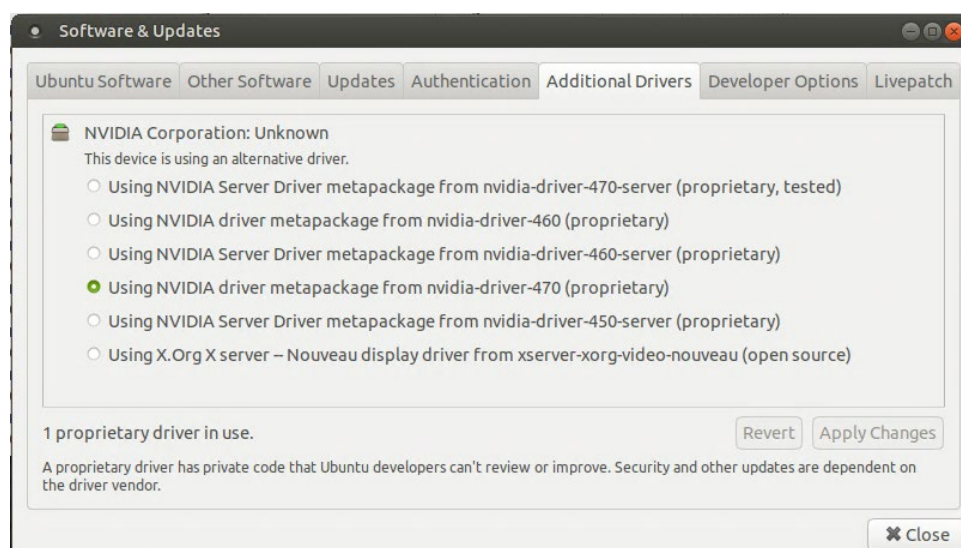 Software & Updates
Ubuntu Software Other Software Updates Authentication Additional Drivers Developer Options Livepatch
NVIDIA Corporation: Unknown
This device is using an alternative driver.
Using NVIDIA Server Driver metapackage from nvidia-driver-470-server (proprietary, tested)
Using NVIDIA driver metapackage from nvidia-driver-460 (proprietary)
Using NVIDIA Server Driver metapackage from nvidia-driver-460-server (proprietary)
Using NVIDIA driver metapackage from nvidia-driver-470 (proprietary)
Using NVIDIA Server Driver metapackage from nvidia-driver-450-server (proprietary)
Using X.Org X server – Nouveau display driver from xserver-xorg-video-nouveau (open source)
1 proprietary driver in use.
Revert Apply Changes
A proprietary driver has private code that Ubuntu developers can't review or improve. Security and other updates are dependent on
the driver vendor.
Close